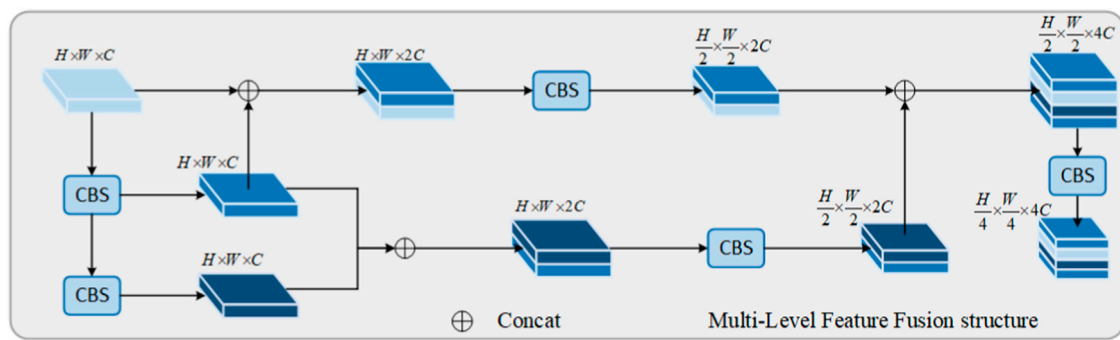 H×W×C
H×W×2C
H/2×W/2×2C
H/2×W/2×4C
CBS
H×W×C
CBS
CBS
H×W×2C
H/2×W/2×2C
H/4×W/4×4C
CBS
H×W×C
CBS
⊕ Concat
Multi-Level Feature Fusion structure